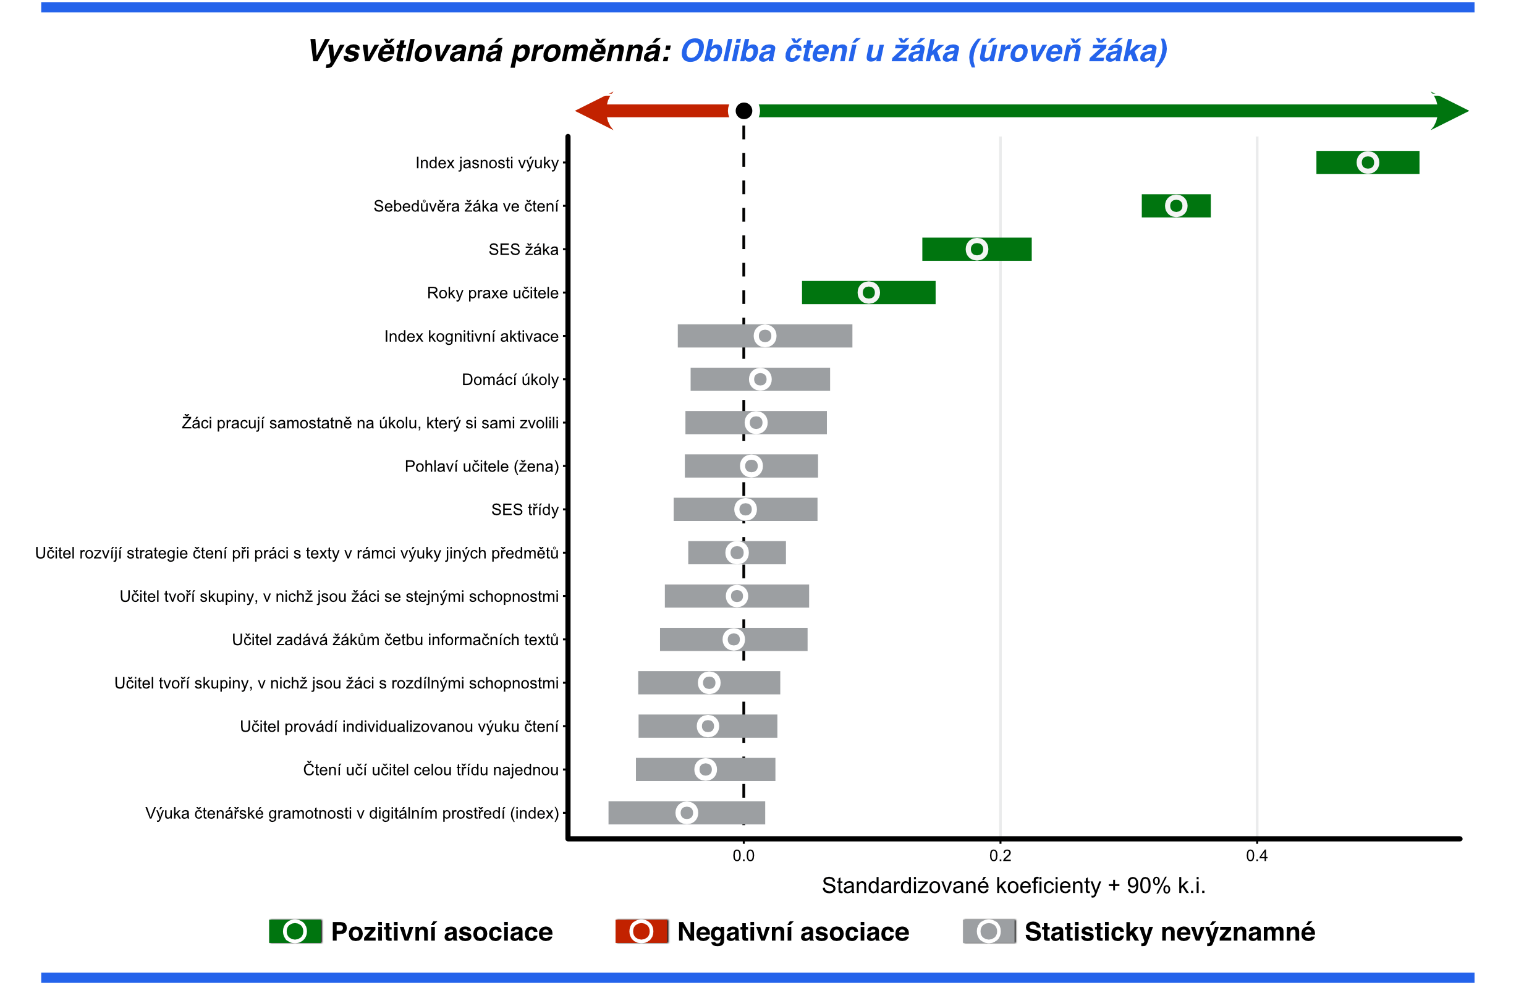 Vysvětlovaná proměnná: Obliba čtení u žáka (úroveň žáka)
Index jasnosti výuky
Sebedůvěra žáka ve čtení
SES žáka
Roky praxe učitele
Index kognitivní aktivace
Domácí úkoly
Žáci pracují samostatně na úkolu, který si sami zvolili
Pohlaví učitele (žena)
SES třídy
Učitel rozvíjí strategie čtení při práci s texty v rámci výuky jiných předmětů
Učitel tvoří skupiny, v nichž jsou žáci se stejnými schopnostmi
Učitel zadává žákům četbu informačních textů
Učitel tvoří skupiny, v nichž jsou žáci s rozdílnými schopnostmi
Učitel provádí individualizovanou výuku čtení
Čtení učí učitel celou třídu najednou
Výuka čtenářské gramotnosti v digitálním prostředí (index)
0.0 0.2 0.4
Standardizované koeficienty + 90% k.i.
Pozitivní asociace Negativní asociace Statisticky nevýznamné